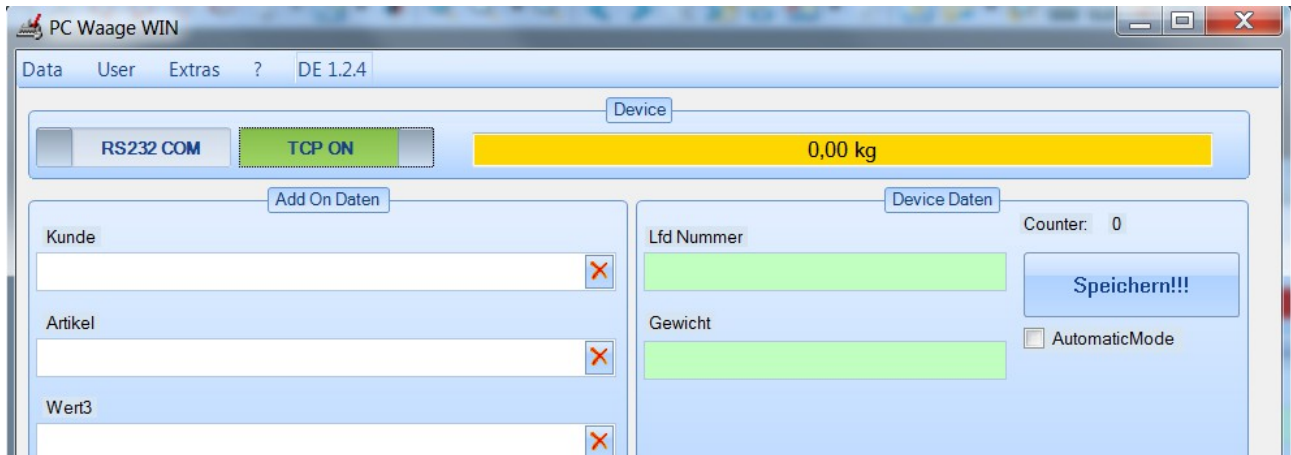 PC Waage WIN
Data User Extras ? DE 1.2.4
Device
RS232 COM TCP ON 0,00 kg
Add On Daten
Kunde
Artikel
Wert3
Device Daten
Lfd Nummer
Gewicht
Counter: 0
Speichern!!!
AutomaticMode